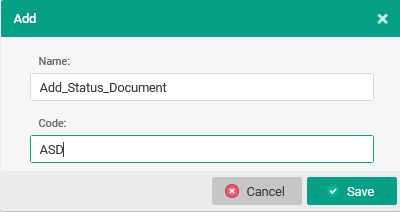 Add
Name:
Add_Status_Document
Code:
ASD
Cancel
Save